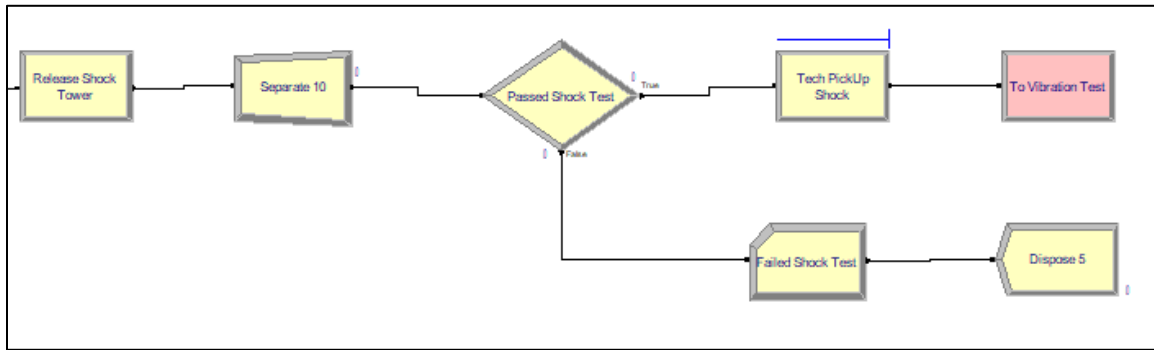 Release Shock
Tower
Separate 10
Passed Shock Test
True
False
Tech PickUp
Shock
To Vibration Test
Failed Shock Test
Dispose 5